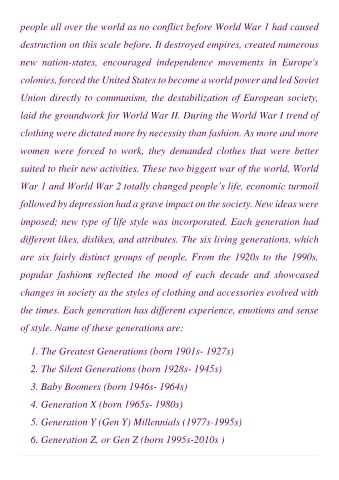 people all over the world as no conflict before World War 1 had caused
destruction on this scale before. It destroyed empires, created numerous
new nation-states, encouraged independence movements in Europe's
colonies, forced the United States to become a world power and led Soviet
Union directly to communism, the destabilization of European society,
laid the groundwork for World War II. During the World War I trend of
clothing were dictated more by necessity than fashion. As more and more
women were forced to work, they demanded clothes that were better
suited to their new activities. These two biggest war of the world, World
War 1 and World War 2 totally changed people's life, economic turmoil
followed by depression had a grave impact on the society. New ideas were
imposed; new type of life style was incorporated. Each generation had
different likes, dislikes, and attributes. The six living generations, which
are six fairly distinct groups of people, From the 1920s to the 1990s,
popular fashions reflected the mood of each decade and showcased
changes in society as the styles of clothing and accessories evolved with
the times. Each generation has different experience, emotions and sense
of style. Name of these generations are:
1. The Greatest Generations (born 1901s- 1927s)
2. The Silent Generations (born 1928s- 1945s)
3. Baby Boomers (born 1946s- 1964s)
4. Generation X (born 1965s- 1980s)
5. Generation Y (Gen Y) Millennials (1977s-1995s)
6. Generation Z, or Gen Z (born 1995s-2010s )